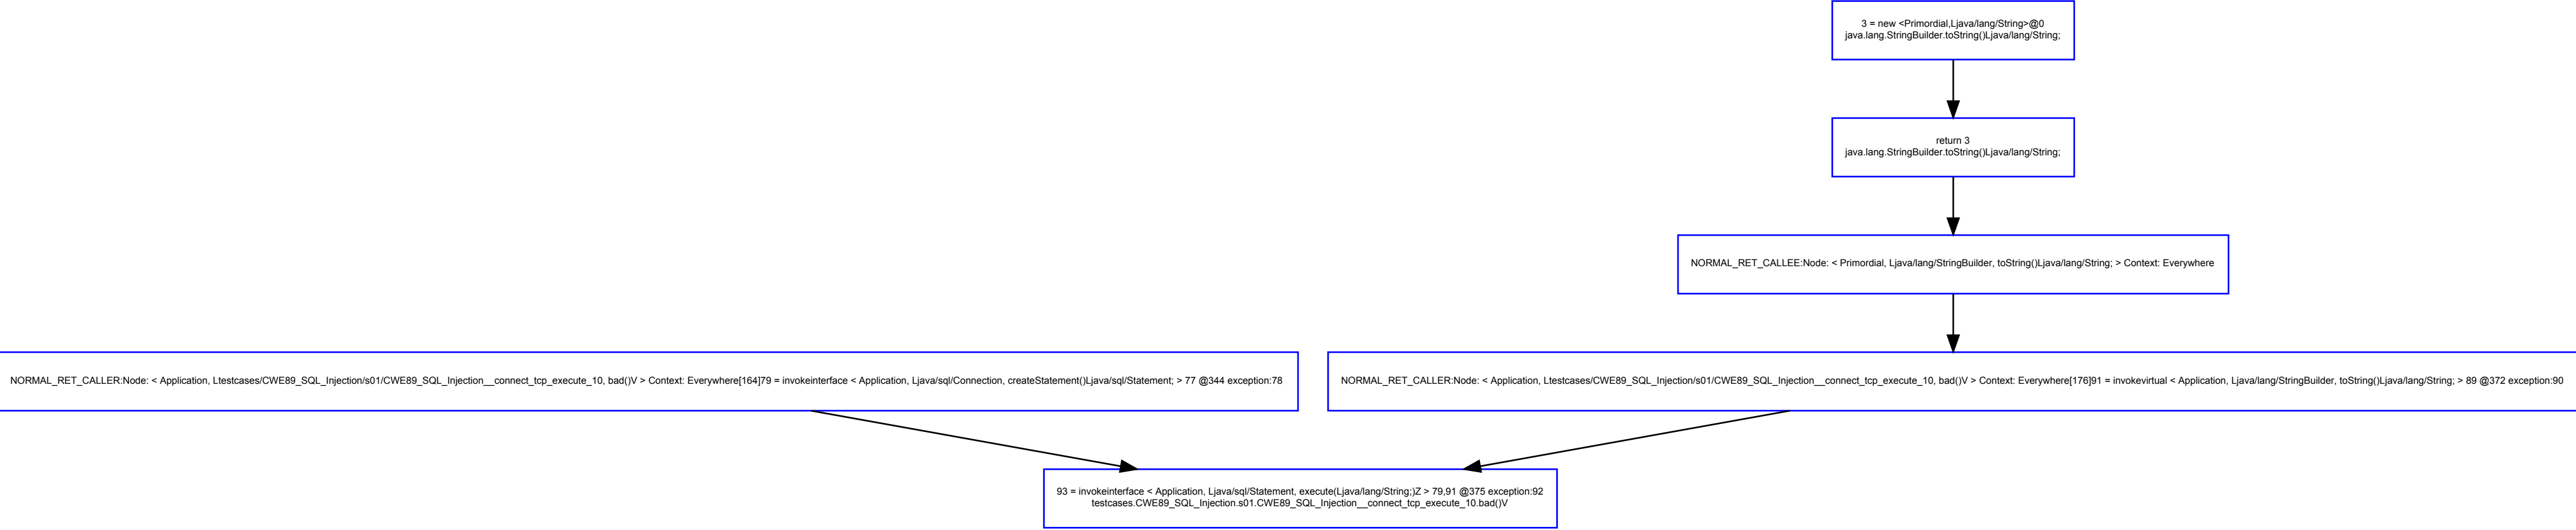 3 = new <Primordial,Ljava/lang/String>@0
java.lang.StringBuilder.toString()Ljava/lang/String;
return 3
java.lang.StringBuilder.toString()Ljava/lang/String;
NORMAL_RET_CALLEE:Node: < Primordial, Ljava/lang/StringBuilder, toString()Ljava/lang/String; > Context: Everywhere
NORMAL_RET_CALLER:Node: < Application, Ltestcases/CWE89_SQL_Injection/s01/CWE89_SQL_Injection__connect_tcp_execute_10, bad()V > Context: Everywhere[164]79 = invokeinterface < Application, Ljava/sql/Connection, createStatement()Ljava/sql/Statement; > 77 @344 exception:78
NORMAL_RET_CALLER:Node: < Application, Ltestcases/CWE89_SQL_Injection/s01/CWE89_SQL_Injection__connect_tcp_execute_10, bad()V > Context: Everywhere[176]91 = invokevirtual < Application, Ljava/lang/StringBuilder, toString()Ljava/lang/String; > 89 @372 exception:90
93 = invokeinterface < Application, Ljava/sql/Statement, execute(Ljava/lang/String;)Z > 79,91 @375 exception:92
testcases.CWE89_SQL_Injection.s01.CWE89_SQL_Injection__connect_tcp_execute_10.bad()V